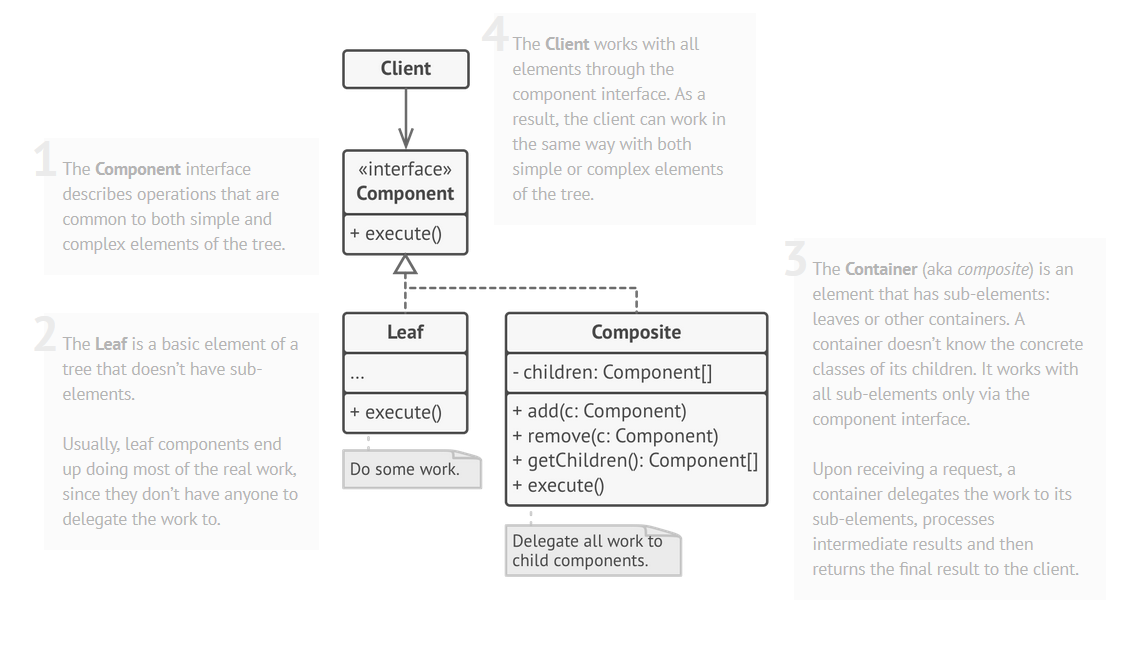 4
The Client works with all
elements through the
component interface. As a
result, the client can work in
the same way with both
simple or complex elements
of the tree.
Client
1
The Component interface
describes operations that are
common to both simple and
complex elements of the tree.
«interface»
Component
+ execute()
3
The Container (aka composite) is an
element that has sub-elements:
leaves or other containers. A
container doesn't know the concrete
classes of its children. It works with
all sub-elements only via the
component interface.
Upon receiving a request, a
container delegates the work to its
sub-elements, processes
intermediate results and then
returns the final result to the client.
2
The Leaf is a basic element of a
tree that doesn't have sub-
elements.
Usually, leaf components end
up doing most of the real work,
since they don't have anyone to
delegate the work to.
Leaf
...
+ execute()
Do some work.
Composite
- children: Component[]
+ add(c: Component)
+ remove(c: Component)
+ getChildren(): Component[]
+ execute()
Delegate all work to
child components.